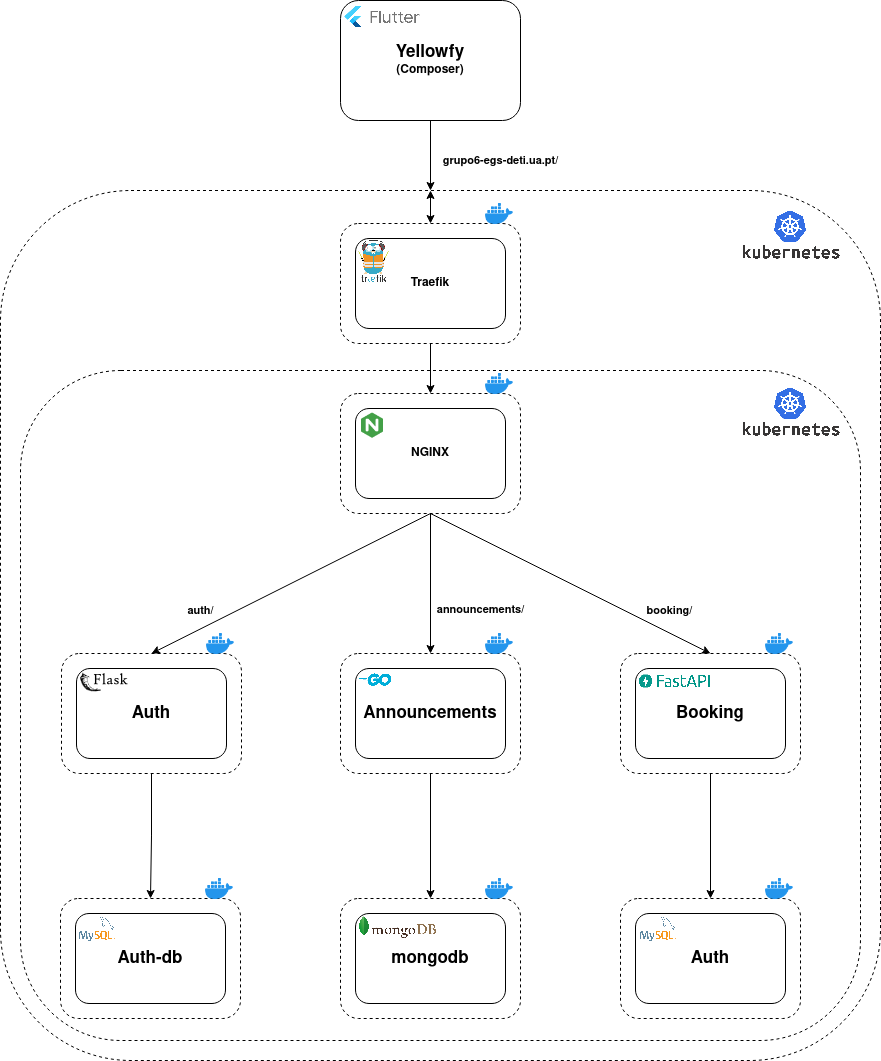 Flutter
Yellowfy
(Composer)
grupo6-egs-deti.ua.pt/
kubernetes
træfik
Traefik
kubernetes
NGINX
auth/
announcements/
booking/
Flask
GO
FastAPI
Auth
Announcements
Booking
MySQL
mongoDB
MySQL
Auth-db
mongodb
Auth